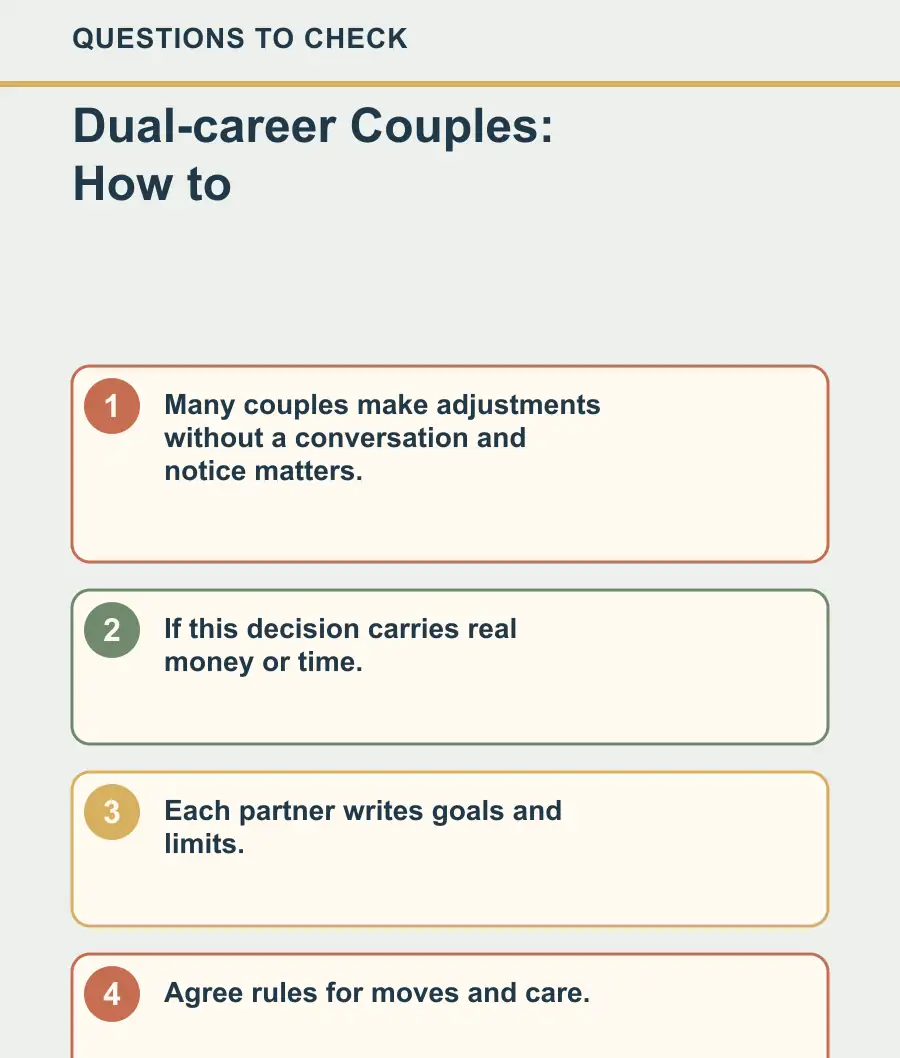 QUESTIONS TO CHECK
Dual-career Couples:
How to
1
Many couples make adjustments
without a conversation and
notice matters.
2
If this decision carries real
money or time.
3
Each partner writes goals and
limits.
4
Agree rules for moves and care.